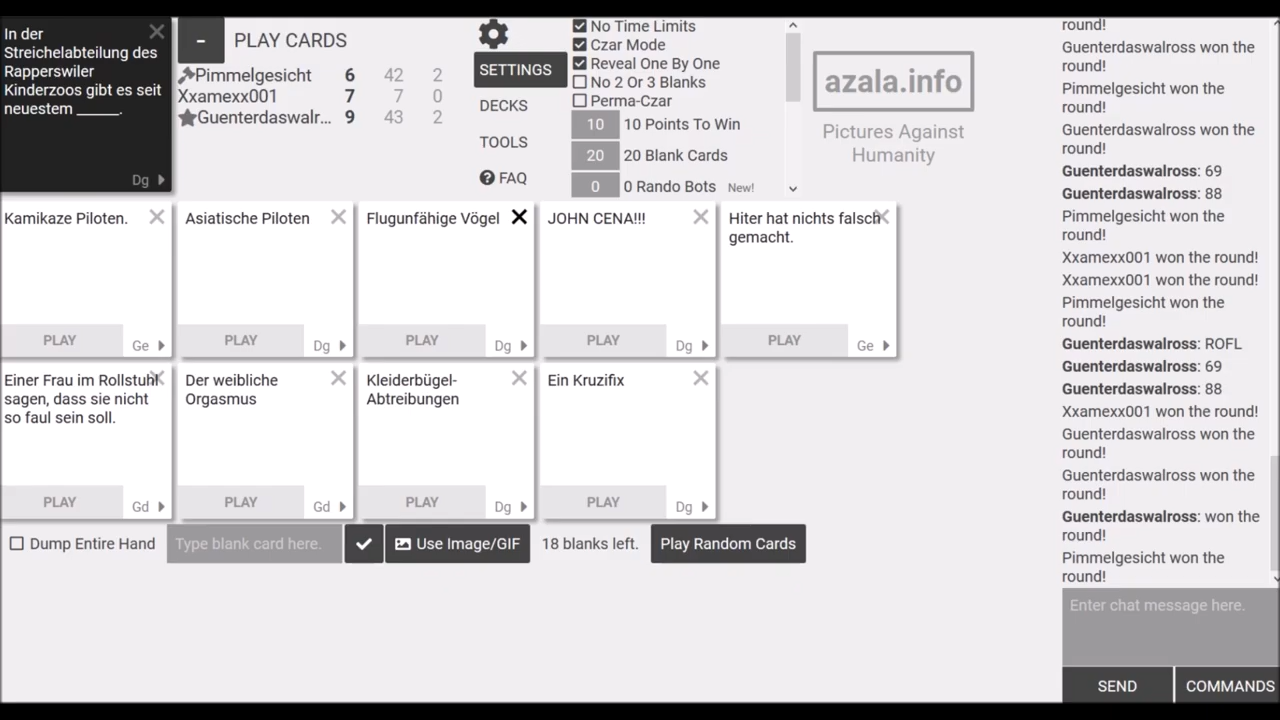 In der
Streichelabteilung des
Rapperswiler
Kinderzoos gibt es seit
neuestem _____.
Dg
-
PLAY CARDS
Pimmelgesicht 6 42 2
Xxamexx001 7 7 0
Guenterdaswalr... 9 43 2
SETTINGS
DECKS
TOOLS
FAQ
No Time Limits
Czar Mode
Reveal One By One
No 2 Or 3 Blanks
Perma-Czar
10 10 Points To Win
20 20 Blank Cards
0 0 Rando Bots New!
azala.info
Pictures Against
Humanity
Kamikaze Piloten.
PLAY
Ge
Asiatische Piloten
PLAY
Dg
Flugunfähige Vögel
PLAY
Dg
JOHN CENA!!!
PLAY
Dg
Hiter hat nichts falsch
gemacht.
PLAY
Ge
Einer Frau im Rollstuhl
sagen, dass sie nicht
so faul sein soll.
PLAY
Gd
Der weibliche
Orgasmus
PLAY
Gd
Kleiderbügel-
Abtreibungen
PLAY
Dg
Ein Kruzifix
PLAY
Dg
Dump Entire Hand
Type blank card here.
Use Image/GIF
18 blanks left.
Play Random Cards
round!
Guenterdaswalross won the
round!
Pimmelgesicht won the
round!
Guenterdaswalross won the
round!
Guenterdaswalross: 69
Guenterdaswalross: 88
Pimmelgesicht won the
round!
Xxamexx001 won the round!
Xxamexx001 won the round!
Pimmelgesicht won the
round!
Guenterdaswalross: ROFL
Guenterdaswalross: 69
Guenterdaswalross: 88
Xxamexx001 won the round!
Guenterdaswalross won the
round!
Guenterdaswalross won the
round!
Guenterdaswalross: won the
round!
Pimmelgesicht won the
round!
Enter chat message here.
SEND
COMMANDS